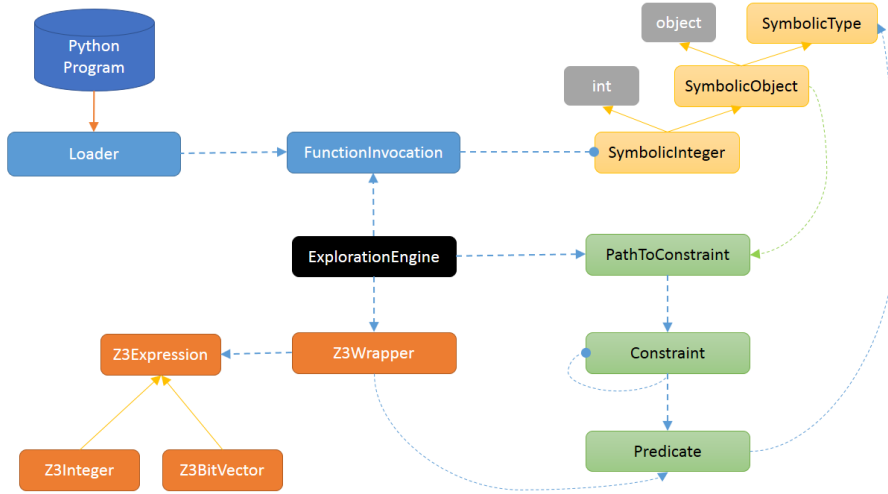 Python
Program
object
SymbolicType
int
SymbolicObject
Loader
FunctionInvocation
SymbolicInteger
ExplorationEngine
PathToConstraint
Z3Expression
Z3Wrapper
Constraint
Z3Integer
Z3BitVector
Predicate